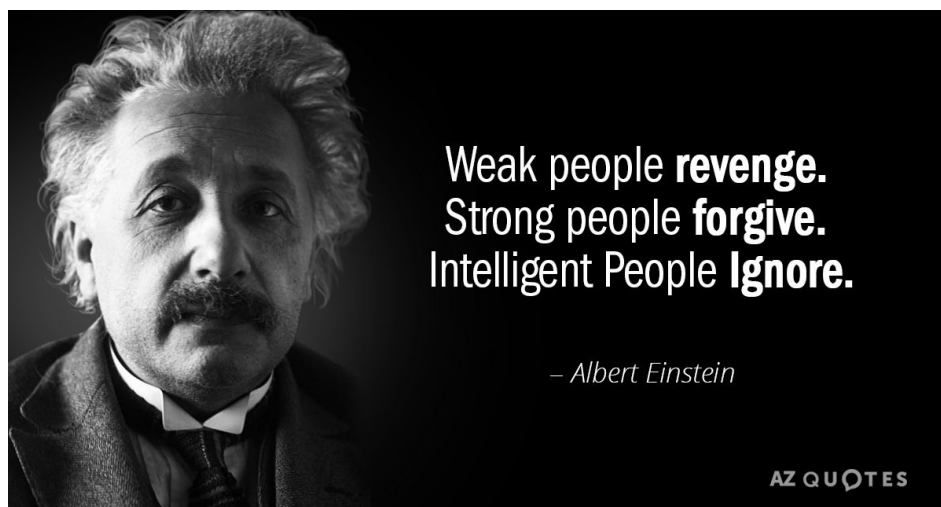 Weak people revenge.
Strong people forgive.
Intelligent People Ignore.
– Albert Einstein
AZ QUOTES